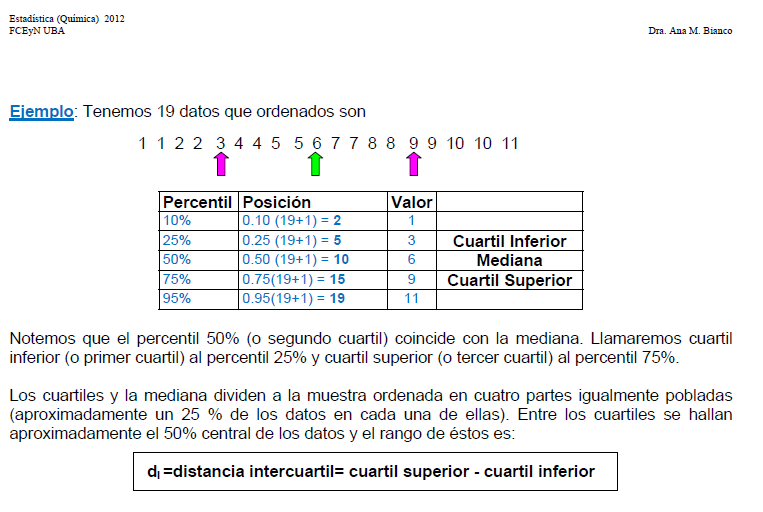 Estadística (Química) 2012
FCEyN UBA
Dra. Ana M. Bianco
Ejemplo: Tenemos 19 datos que ordenados son
1 1 2 2 3 4 4 5 5 6 7 7 8 8 9 9 10 10 11
Percentil Posición Valor
10% 0.10 (19+1) = 2 1
25% 0.25 (19+1) = 5 3 Cuartil Inferior
50% 0.50 (19+1) = 10 6 Mediana
75% 0.75(19+1) = 15 9 Cuartil Superior
95% 0.95(19+1) = 19 11
Notemos que el percentil 50% (o segundo cuartil) coincide con la mediana. Llamaremos cuartil
inferior (o primer cuartil) al percentil 25% y cuartil superior (o tercer cuartil) al percentil 75%.
Los cuartiles y la mediana dividen a la muestra ordenada en cuatro partes igualmente pobladas
(aproximadamente un 25 % de los datos en cada una de ellas). Entre los cuartiles se hallan
aproximadamente el 50% central de los datos y el rango de éstos es:
dI =distancia intercuartil= cuartil superior - cuartil inferior